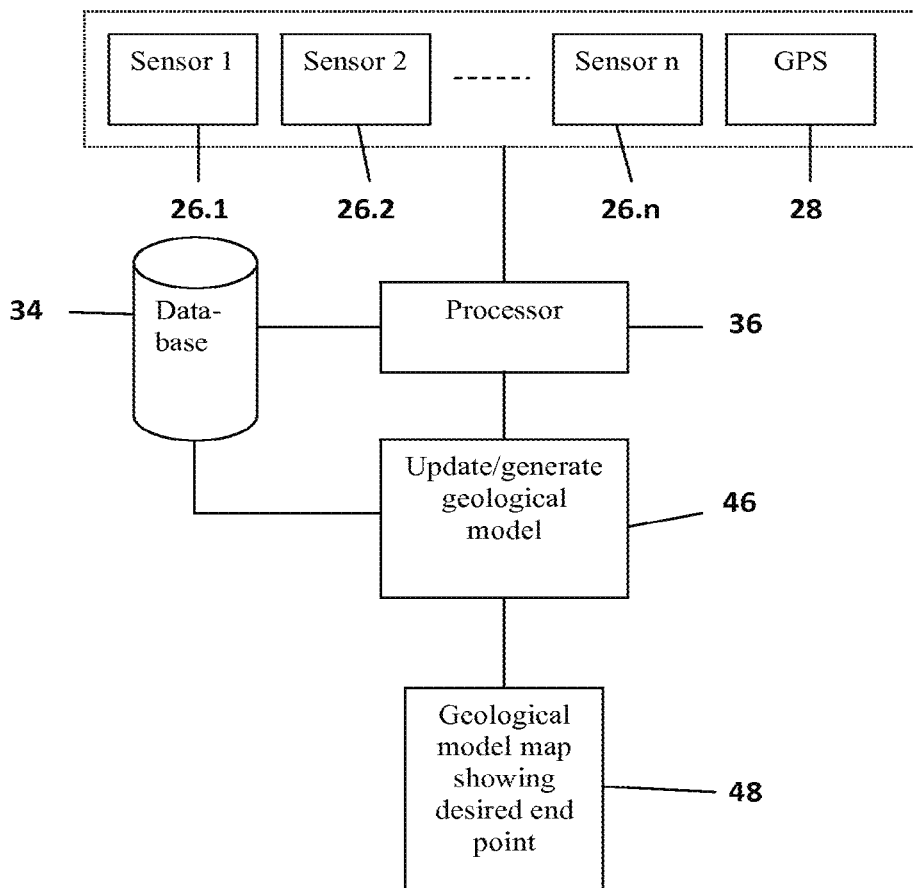 Sensor 1
Sensor 2
Sensor n
GPS
26.1
26.2
26.n
28
34
Data-
base
Processor
36
Update/generate
geological
model
46
Geological
model map
showing
desired end
point
48